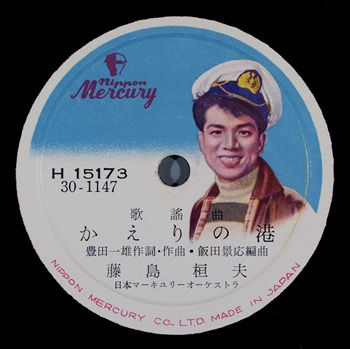 nippon
Mercury
H 15173
30-1147
歌謡曲
かえりの港
豊田一雄作詞・作曲・飯田景応編曲
藤島桓夫
日本マーキユリーオーケストラ
NIPPON MERCURY CO., LTD. MADE IN JAPAN